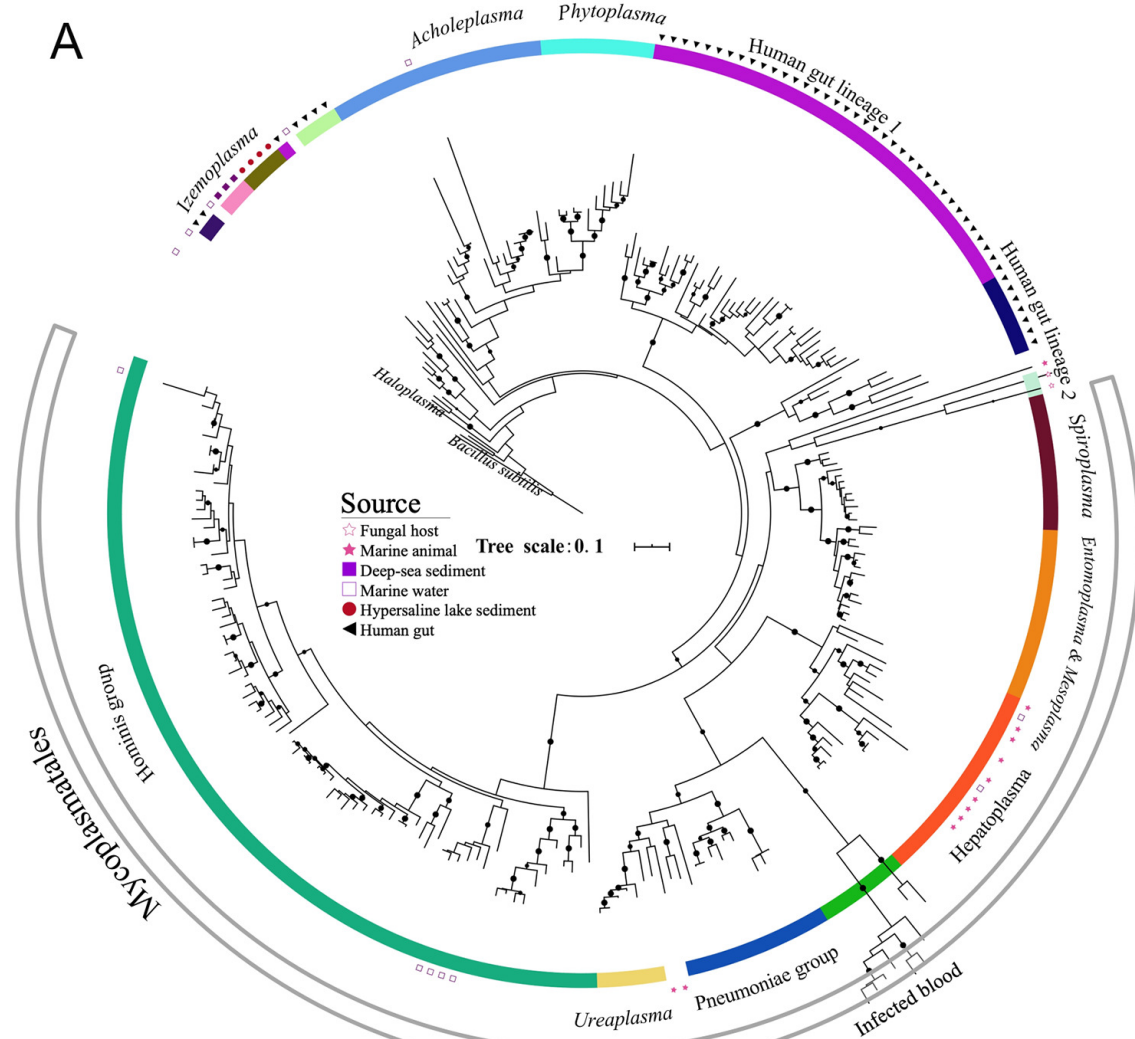 A
Acholeplasma
Phytoplasma
Human gut lineage 1
Izemoplasma
Human gut lineage 2
Haloplasma
Bacillus subtilis
Spiroplasma
Source
Fungal host
Marine animal
Deep-sea sediment
Marine water
Hypersaline lake sediment
Human gut
Tree scale: 0. 1
Entomoplasma & Mesoplasma
Hominis group
Mycoplasmatales
Hepatoplasma
Pneumoniae group
Infected blood
Ureaplasma